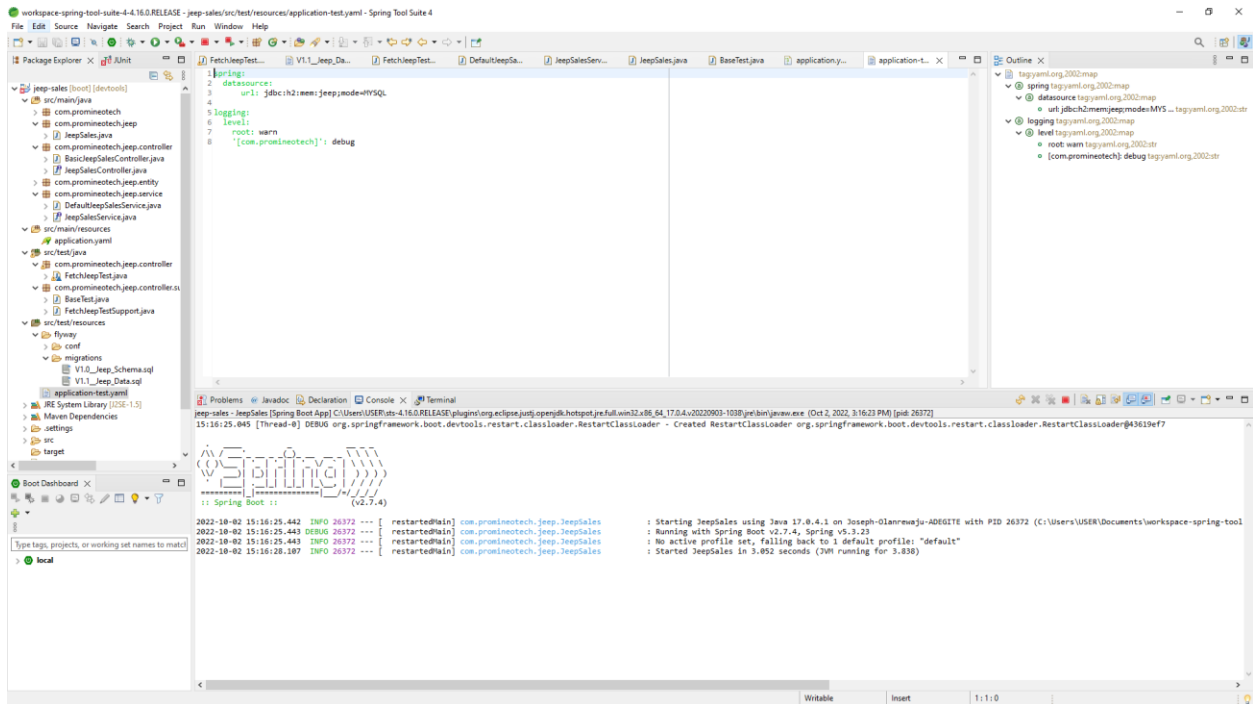 workspace-spring-tool-suite-4-4.16.0.RELEASE - jeep-sales/src/test/resources/application-test.yaml - Spring Tool Suite 4
File Edit Source Navigate Search Project Run Window Help
Package Explorer JUnit
jeep-sales [boot] [devtools]
src/main/java
com.promineotech
com.promineotech.jeep
JeepSales.java
com.promineotech.jeep.controller
BasicJeepSalesController.java
JeepSalesController.java
com.promineotech.jeep.entity
com.promineotech.jeep.service
DefaultJeepSalesService.java
JeepSalesService.java
src/main/resources
application.yaml
src/test/java
com.promineotech.jeep.controller
FetchJeepTest.java
com.promineotech.jeep.controller.su
BaseTest.java
FetchJeepTestSupport.java
src/test/resources
flyway
conf
migrations
V1.0__Jeep_Schema.sql
V1.1__Jeep_Data.sql
application-test.yaml
JRE System Library [J2SE-1.5]
Maven Dependencies
.settings
src
target
Boot Dashboard
Type tags, projects, or working set names to match
local
FetchJeepTest.... V1.1__Jeep_Da... FetchJeepTest... DefaultJeepSa... JeepSalesServ... JeepSales.java BaseTest.java application.y... application-t...
1 spring:
2 datasource:
3 url: jdbc:h2:mem:jeep;mode=MYSQL
4
5 logging:
6 level:
7 root: warn
8 '[com.promineotech]': debug
Outline
tag:yaml.org,2002:map
spring tag:yaml.org,2002:map
datasource tag:yaml.org,2002:map
url: jdbc:h2:mem:jeep;mode=MYS ... tag:yaml.org,2002:str
logging tag:yaml.org,2002:map
level tag:yaml.org,2002:map
root: warn tag:yaml.org,2002:str
[com.promineotech]: debug tag:yaml.org,2002:str
Problems Javadoc Declaration Console Terminal
jeep-sales - JeepSales [Spring Boot App] C:\Users\USER\sts-4.16.0.RELEASE\plugins\org.eclipse.justj.openjdk.hotspot.jre.full.win32.x86_64_17.0.4.v20220903-1038\jre\bin\javaw.exe (Oct 2, 2022, 3:16:23 PM) [pid: 26372]
15:16:25.045 [Thread-0] DEBUG org.springframework.boot.devtools.restart.classloader.RestartClassLoader - Created RestartClassLoader org.springframework.boot.devtools.restart.classloader.RestartClassLoader@43619ef7
:: Spring Boot :: (v2.7.4)
2022-10-02 15:16:25.442 INFO 26372 --- [ restartedMain] com.promineotech.jeep.JeepSales : Starting JeepSales using Java 17.0.4.1 on Joseph-Olanrewaju-ADEGITE with PID 26372 (C:\Users\USER\Documents\workspace-spring-tool
2022-10-02 15:16:25.443 DEBUG 26372 --- [ restartedMain] com.promineotech.jeep.JeepSales : Running with Spring Boot v2.7.4, Spring v5.3.23
2022-10-02 15:16:25.443 INFO 26372 --- [ restartedMain] com.promineotech.jeep.JeepSales : No active profile set, falling back to 1 default profile: "default"
2022-10-02 15:16:28.107 INFO 26372 --- [ restartedMain] com.promineotech.jeep.JeepSales : Started JeepSales in 3.052 seconds (JVM running for 3.838)
Writable Insert 1:1:0